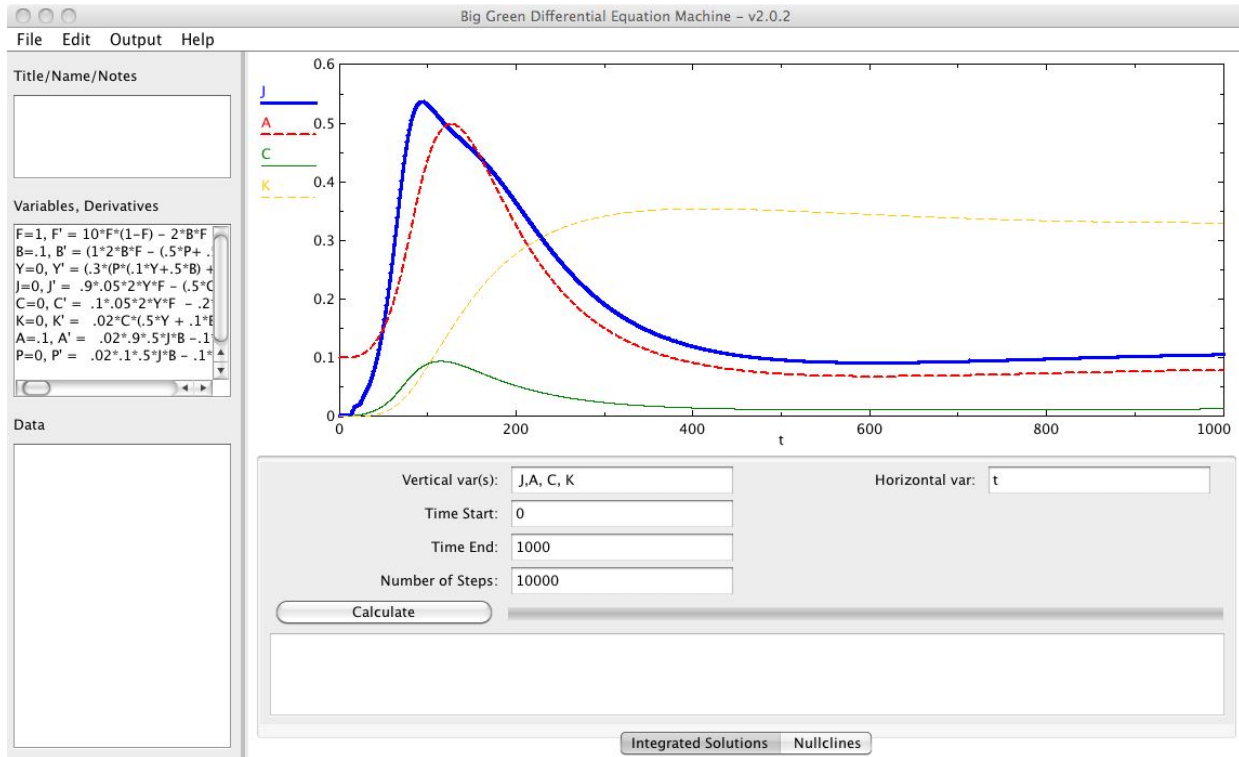 Big Green Differential Equation Machine – v2.0.2
File Edit Output Help
Title/Name/Notes
Variables, Derivatives
F=1, F' = 10*F*(1-F) - 2*B*F
B=.1, B' = (1*2*B*F - (.5*P+ .
Y=0, Y' = (.3*(P*(.1*Y+.5*B) +
J=0, J' = .9*.05*2*Y*F - (.5*C
C=0, C' = .1*.05*2*Y*F - .2
K=0, K' = .02*C*(.5*Y + .1*
A=.1, A' = .02*.9*.5*J*B -.1
P=0, P' = .02*.1*.5*J*B - .1*
Data
J
A
C
K
0.6
0.5
0.4
0.3
0.2
0.1
0
0 200 400 600 800 1000
t
Vertical var(s): J,A, C, K
Horizontal var: t
Time Start: 0
Time End: 1000
Number of Steps: 10000
Calculate
Integrated Solutions Nullclines